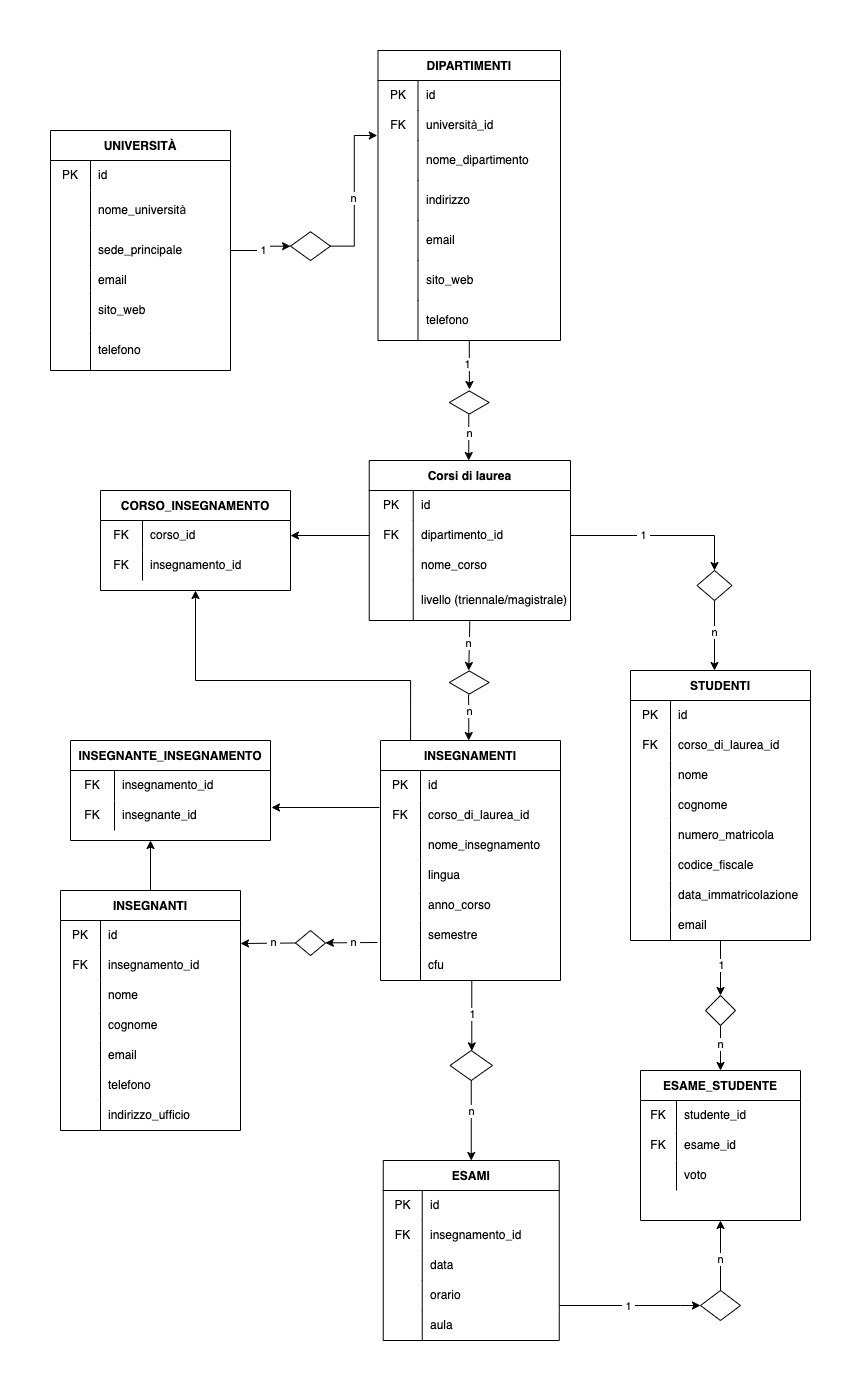 DIPARTIMENTI
PK id
FK università_id
nome_dipartimento
indirizzo
email
sito_web
telefono
UNIVERSITÀ
PK id
nome_università
sede_principale
email
sito_web
telefono
1
n
1
n
Corsi di laurea
PK id
FK dipartimento_id
nome_corso
livello (triennale/magistrale)
CORSO_INSEGNAMENTO
FK corso_id
FK insegnamento_id
1
n
n
n
STUDENTI
PK id
FK corso_di_laurea_id
nome
cognome
numero_matricola
codice_fiscale
data_immatricolazione
email
INSEGNAMENTI
PK id
FK corso_di_laurea_id
nome_insegnamento
lingua
anno_corso
semestre
cfu
INSEGNANTE_INSEGNAMENTO
FK insegnamento_id
FK insegnante_id
INSEGNANTI
PK id
FK insegnamento_id
nome
cognome
email
telefono
indirizzo_ufficio
n
n
1
n
1
n
ESAME_STUDENTE
FK studente_id
FK esame_id
voto
ESAMI
PK id
FK insegnamento_id
data
orario
aula
1
n